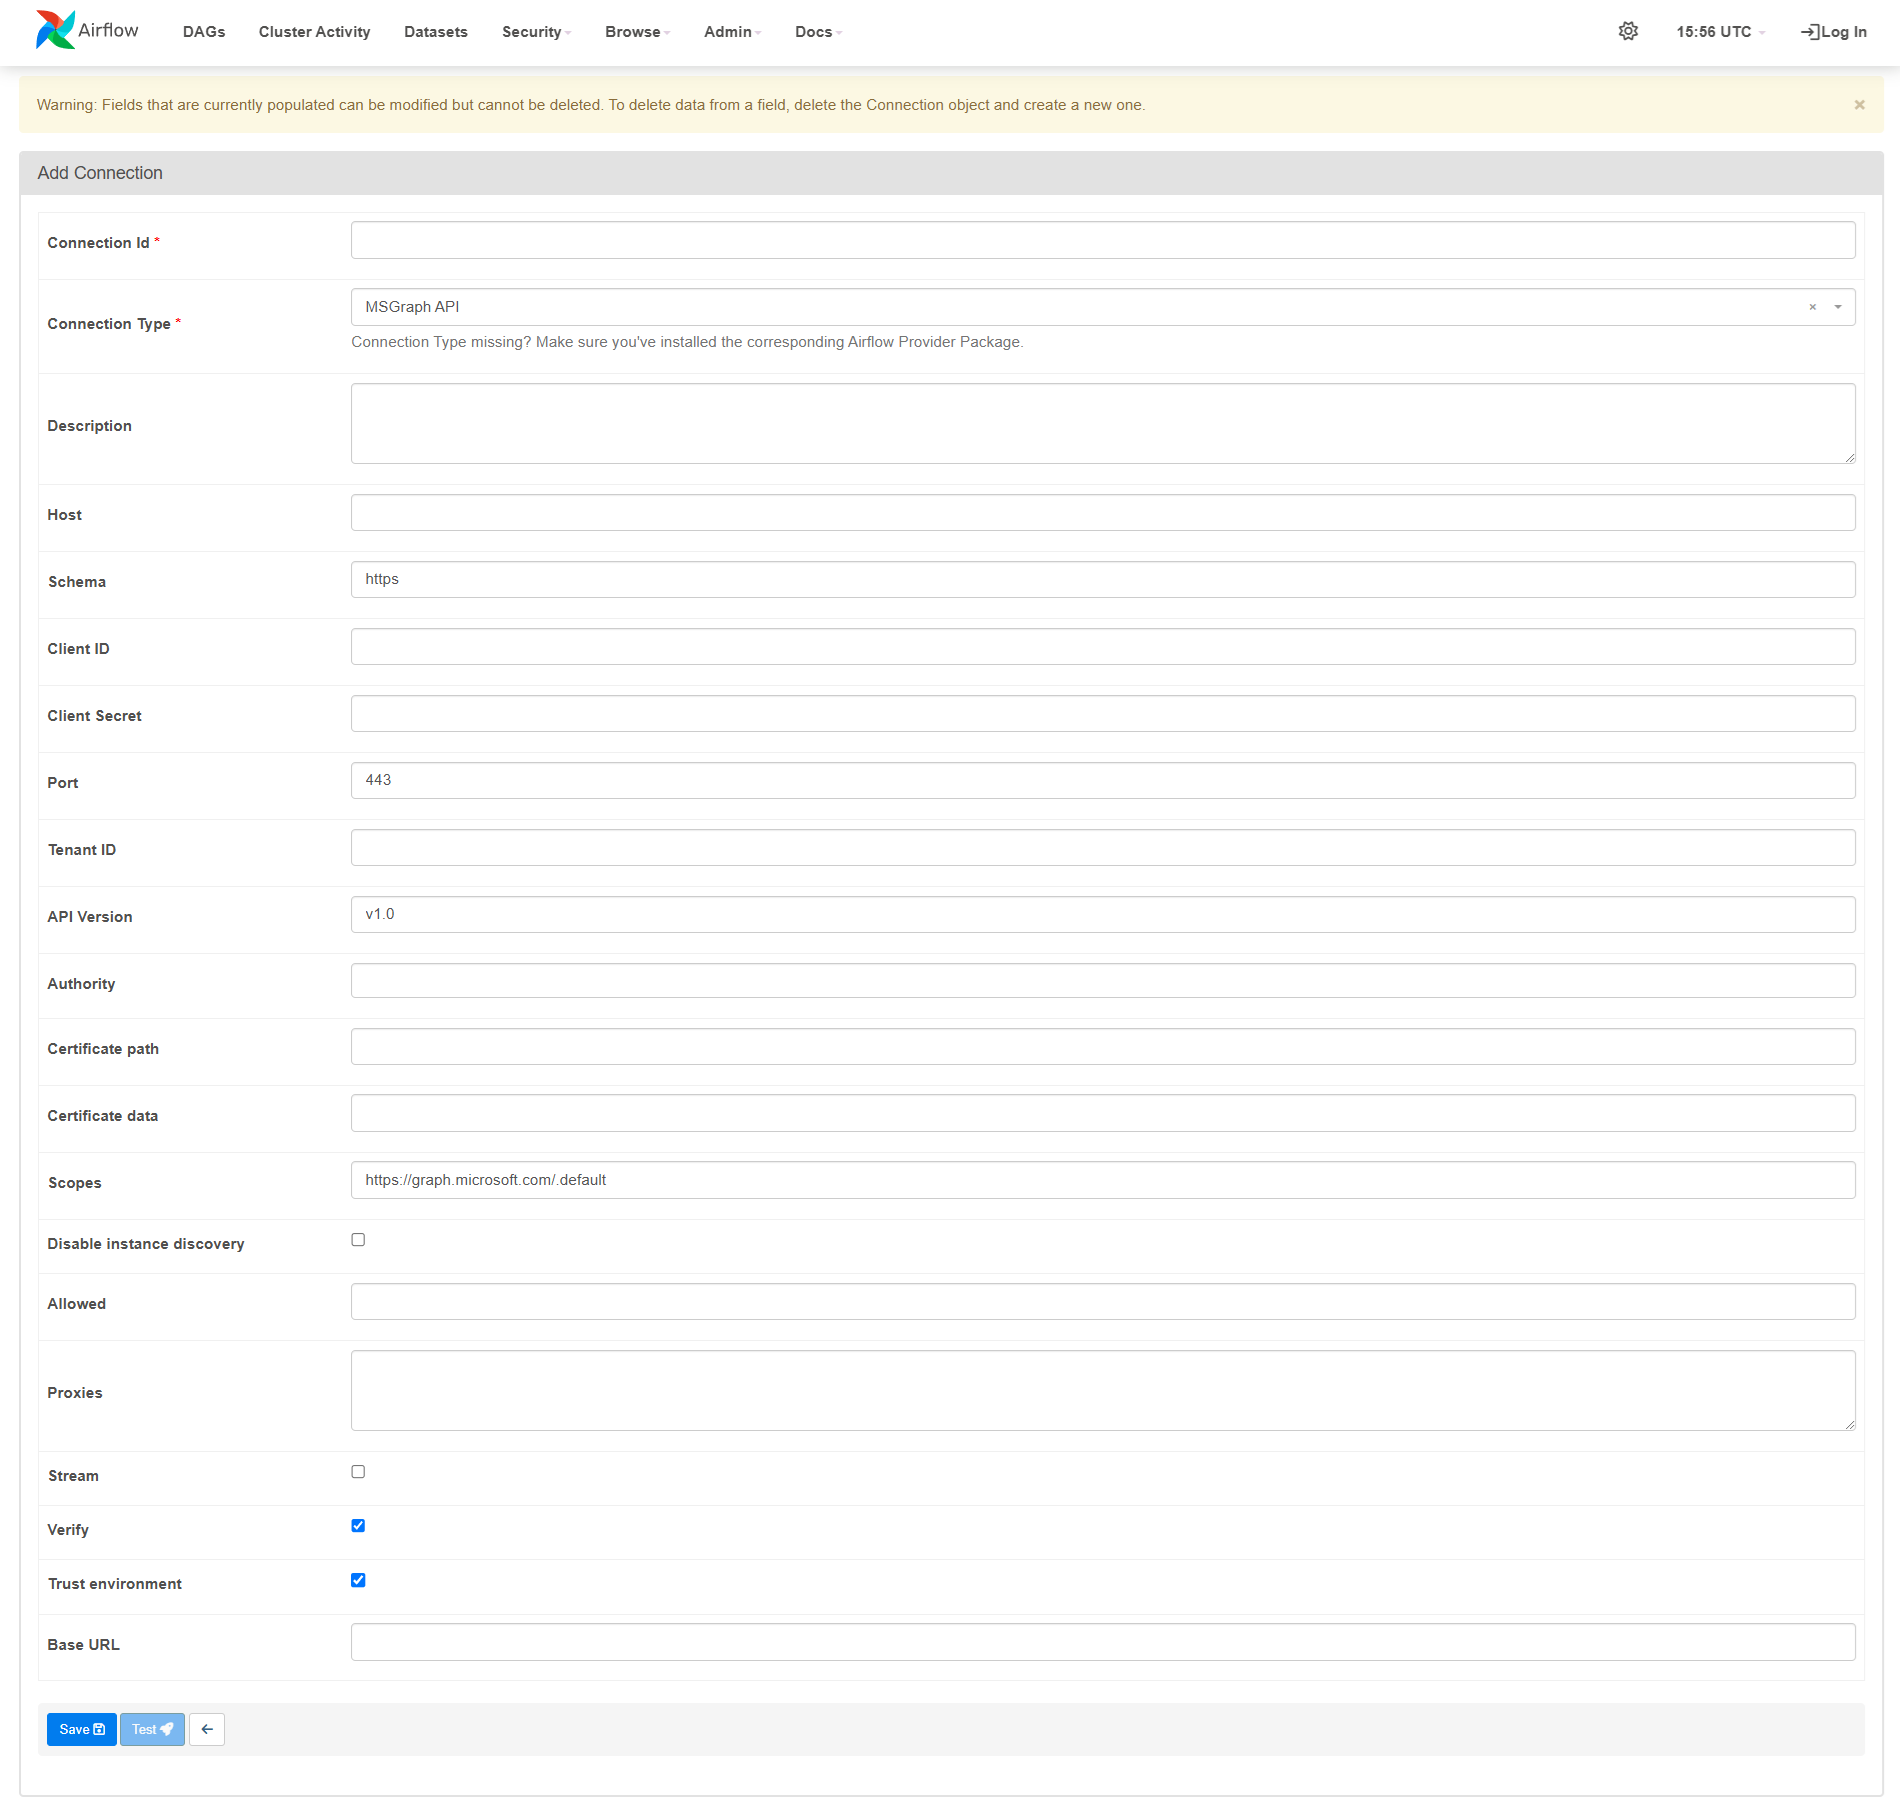 Airflow DAGs Cluster Activity Datasets Security Browse Admin Docs 15:56 UTC Log In
Warning: Fields that are currently populated can be modified but cannot be deleted. To delete data from a field, delete the Connection object and create a new one. ×
Add Connection
Connection Id *
Connection Type * MSGraph API ×
Connection Type missing? Make sure you've installed the corresponding Airflow Provider Package.
Description
Host
Schema https
Client ID
Client Secret
Port 443
Tenant ID
API Version v1.0
Authority
Certificate path
Certificate data
Scopes https://graph.microsoft.com/.default
Disable instance discovery
Allowed
Proxies
Stream
Verify
Trust environment
Base URL
Save Test